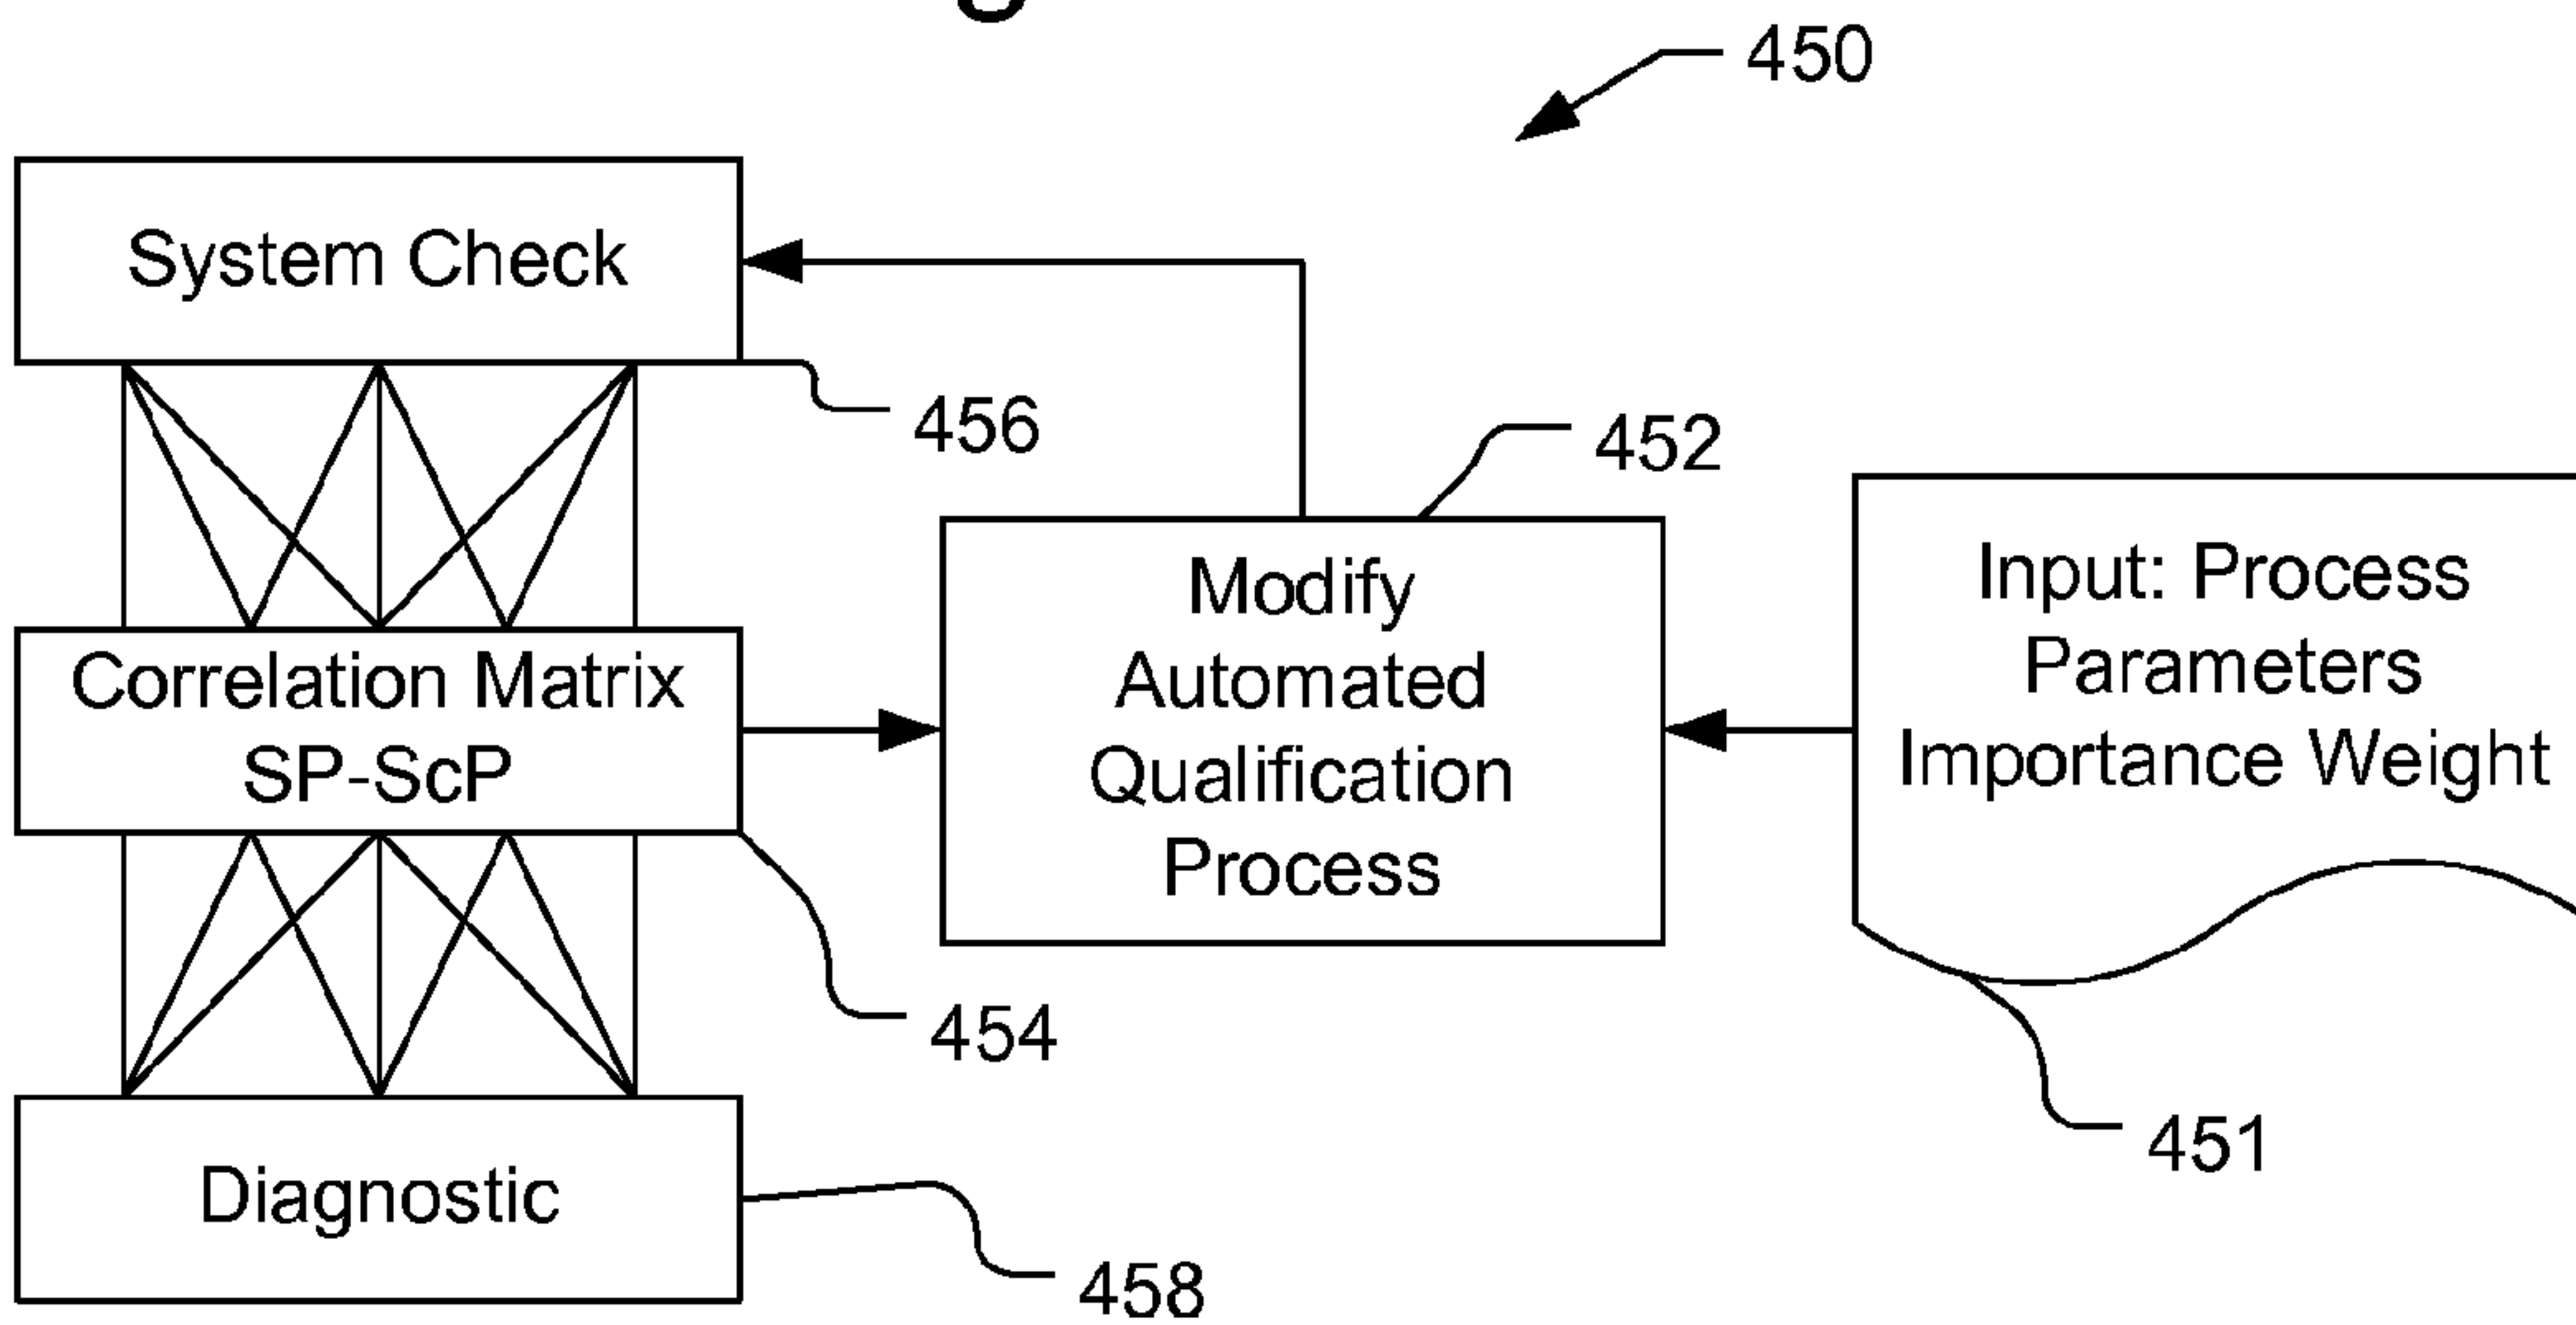 450
System Check
456
452
Modify
Automated
Qualification
Process
Input: Process
Parameters
Importance Weight
Correlation Matrix
SP-ScP
454
451
Diagnostic
458